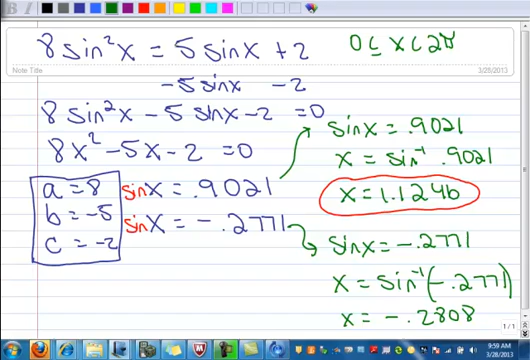 8 sin²x = 5 sinx + 2
0 ≤ x < 2π
Note Title
3/28/2013
-5 sinx - 2
8 sin²x - 5 sinx - 2 = 0
8x² - 5x - 2 = 0
a = 8
b = -5
c = -2
sinx = .9021
sinx = -.2771
sinx = .9021
x = sin⁻¹ .9021
x = 1.1246
sinx = -.2771
x = sin⁻¹(-.2771)
x = -.2808
1/1
9:59 AM
3/28/2013